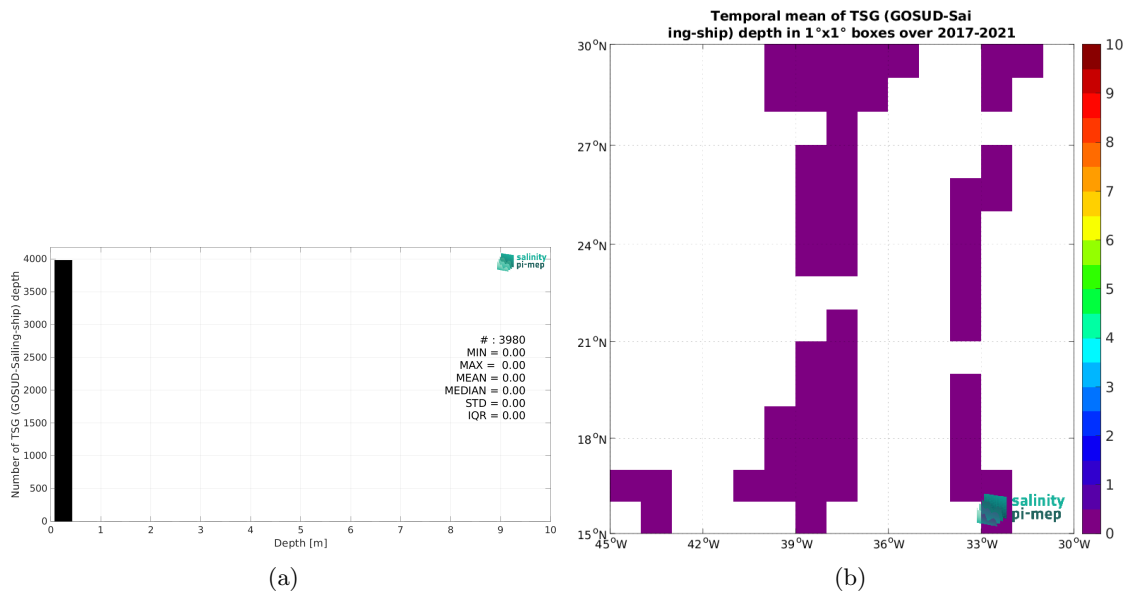 Number of TSG (GOSUD-Sailing-ship) depth
4000
3500
3000
2500
2000
1500
1000
500
0
salinity
pi-mep
# : 3980
MIN = 0.00
MAX = 0.00
MEAN = 0.00
MEDIAN = 0.00
STD = 0.00
IQR = 0.00
0 1 2 3 4 5 6 7 8 9 10
Depth [m]
(a)
Temporal mean of TSG (GOSUD-Sai
ing-ship) depth in 1°x1° boxes over 2017-2021
30°N
27°N
24°N
21°N
18°N
15°N
45°W 42°W 39°W 36°W 33°W 30°W
salinity
pi-mep
10
9
8
7
6
5
4
3
2
1
0
(b)